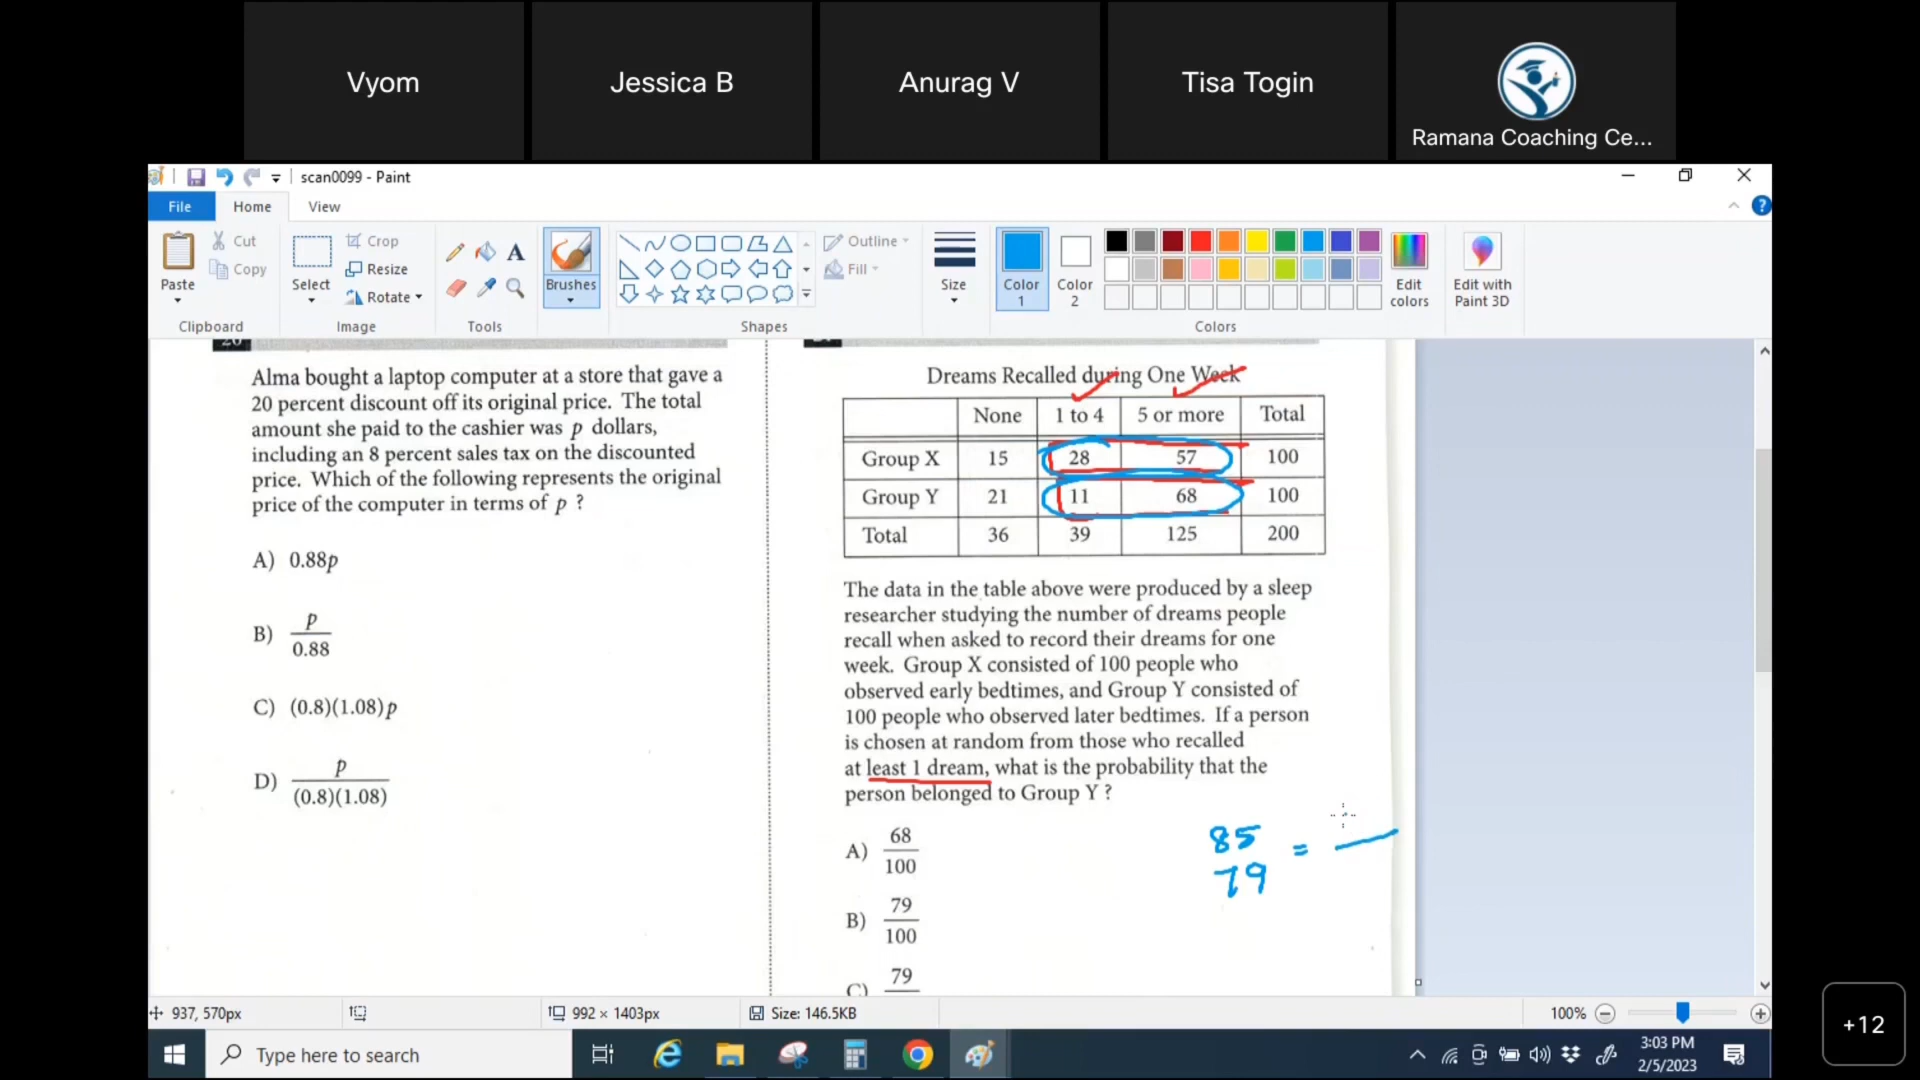 Vyom
Jessica B
Anurag V
Tisa Togin
Ramana Coaching Ce...
scan0099 - Paint
File
Home
View
Paste
Cut
Copy
Clipboard
Select
Crop
Resize
Rotate
Image
Tools
Brushes
Shapes
Outline
Fill
Size
Color 1
Color 2
Colors
Edit colors
Edit with Paint 3D
Alma bought a laptop computer at a store that gave a
20 percent discount off its original price. The total
amount she paid to the cashier was p dollars,
including an 8 percent sales tax on the discounted
price. Which of the following represents the original
price of the computer in terms of p ?
A) 0.88p
B) p/0.88
C) (0.8)(1.08)p
D) p/(0.8)(1.08)
Dreams Recalled during One Week
None 1 to 4 5 or more Total
Group X 15 28 57 100
Group Y 21 11 68 100
Total 36 39 125 200
The data in the table above were produced by a sleep
researcher studying the number of dreams people
recall when asked to record their dreams for one
week. Group X consisted of 100 people who
observed early bedtimes, and Group Y consisted of
100 people who observed later bedtimes. If a person
is chosen at random from those who recalled
at least 1 dream, what is the probability that the
person belonged to Group Y ?
A) 68/100
B) 79/100
C) 79
85
79 =
937, 570px
992 × 1403px
Size: 146.5KB
100%
+12
Type here to search
3:03 PM
2/5/2023